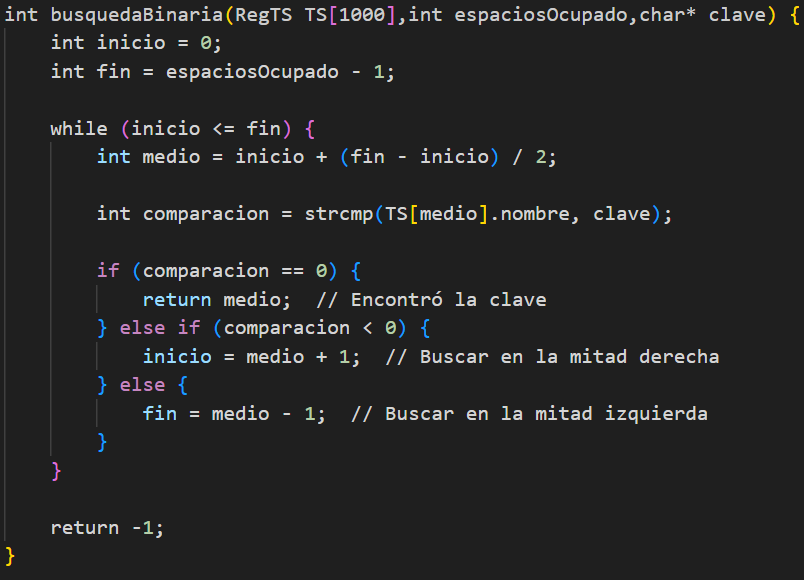 int busquedaBinaria(RegTS TS[1000],int espaciosOcupado,char* clave) {
    int inicio = 0;
    int fin = espaciosOcupado - 1;

    while (inicio <= fin) {
        int medio = inicio + (fin - inicio) / 2;

        int comparacion = strcmp(TS[medio].nombre, clave);

        if (comparacion == 0) {
            return medio;  // Encontró la clave
        } else if (comparacion < 0) {
            inicio = medio + 1;  // Buscar en la mitad derecha
        } else {
            fin = medio - 1;  // Buscar en la mitad izquierda
        }
    }

    return -1;
}